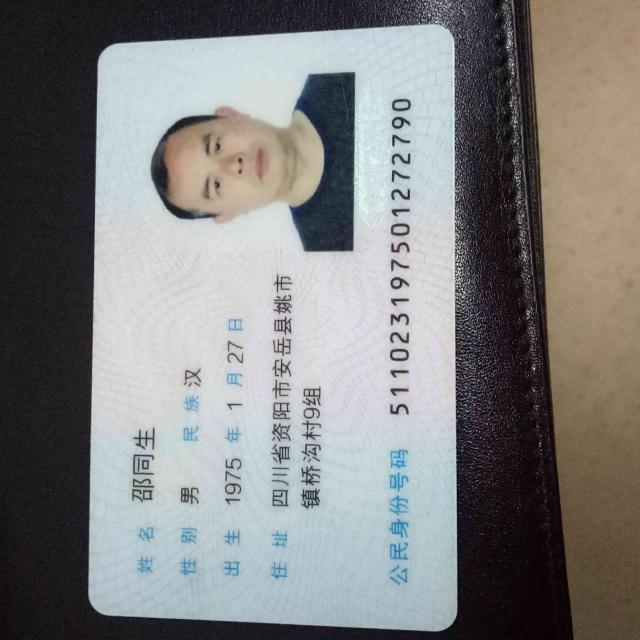 姓名 邵同生
性别 男 民族 汉
出生 1975 年 1 月 27 日
住址 四川省资阳市安岳县姚市
镇桥沟村9组
公民身份号码 511023197501272790